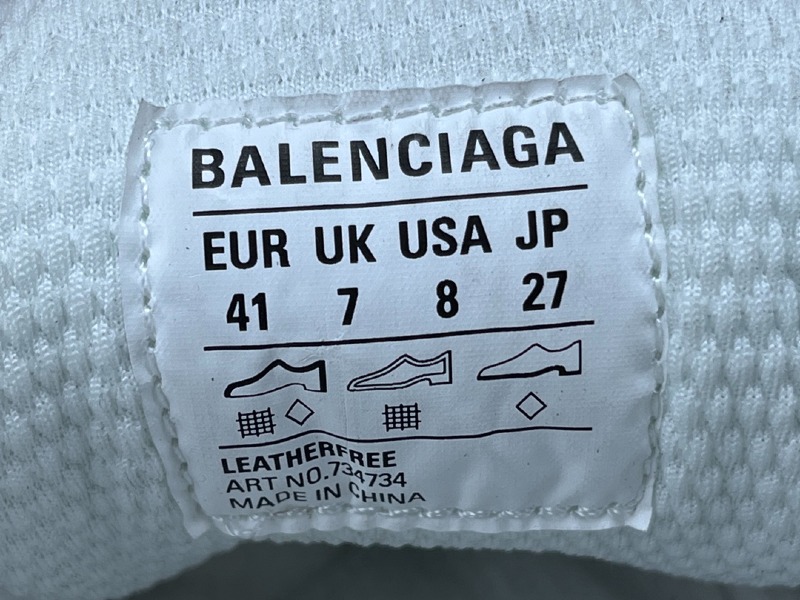 BALENCIAGA
EUR UK USA JP
41 7 8 27
LEATHERFREE
ART NO.734734
MADE IN CHINA